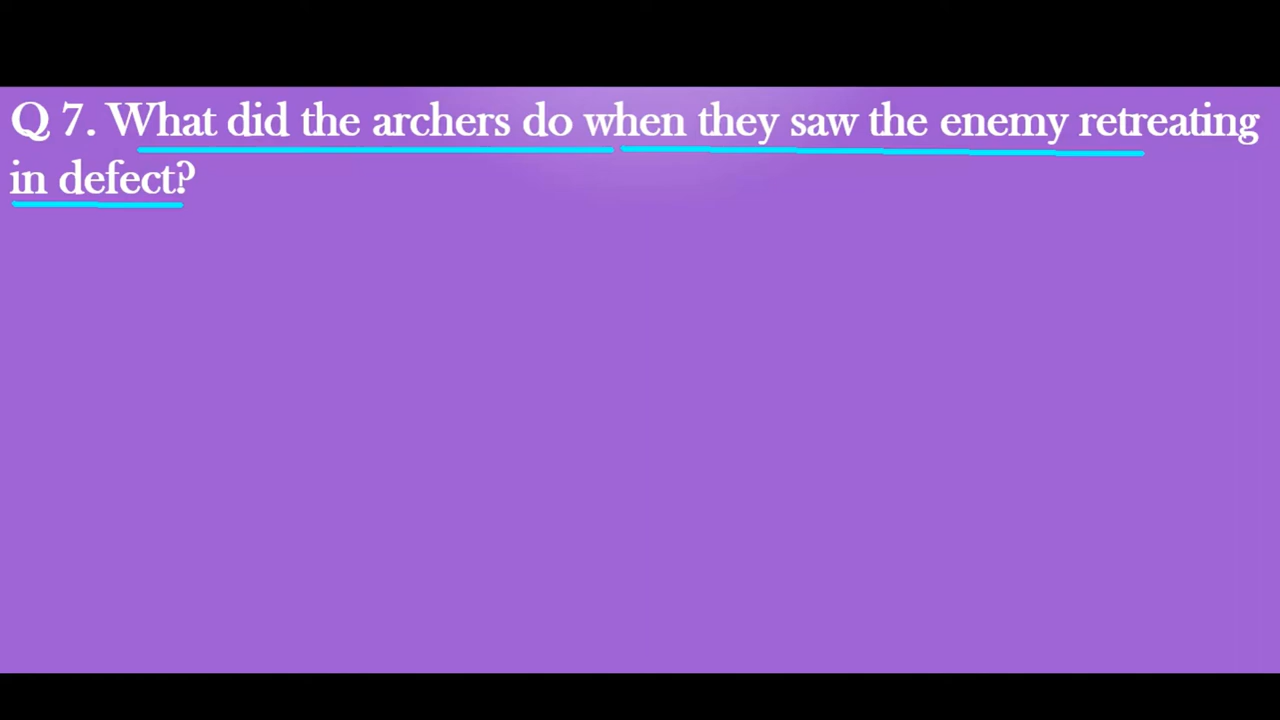 Q 7. What did the archers do when they saw the enemy retreating
in defect?